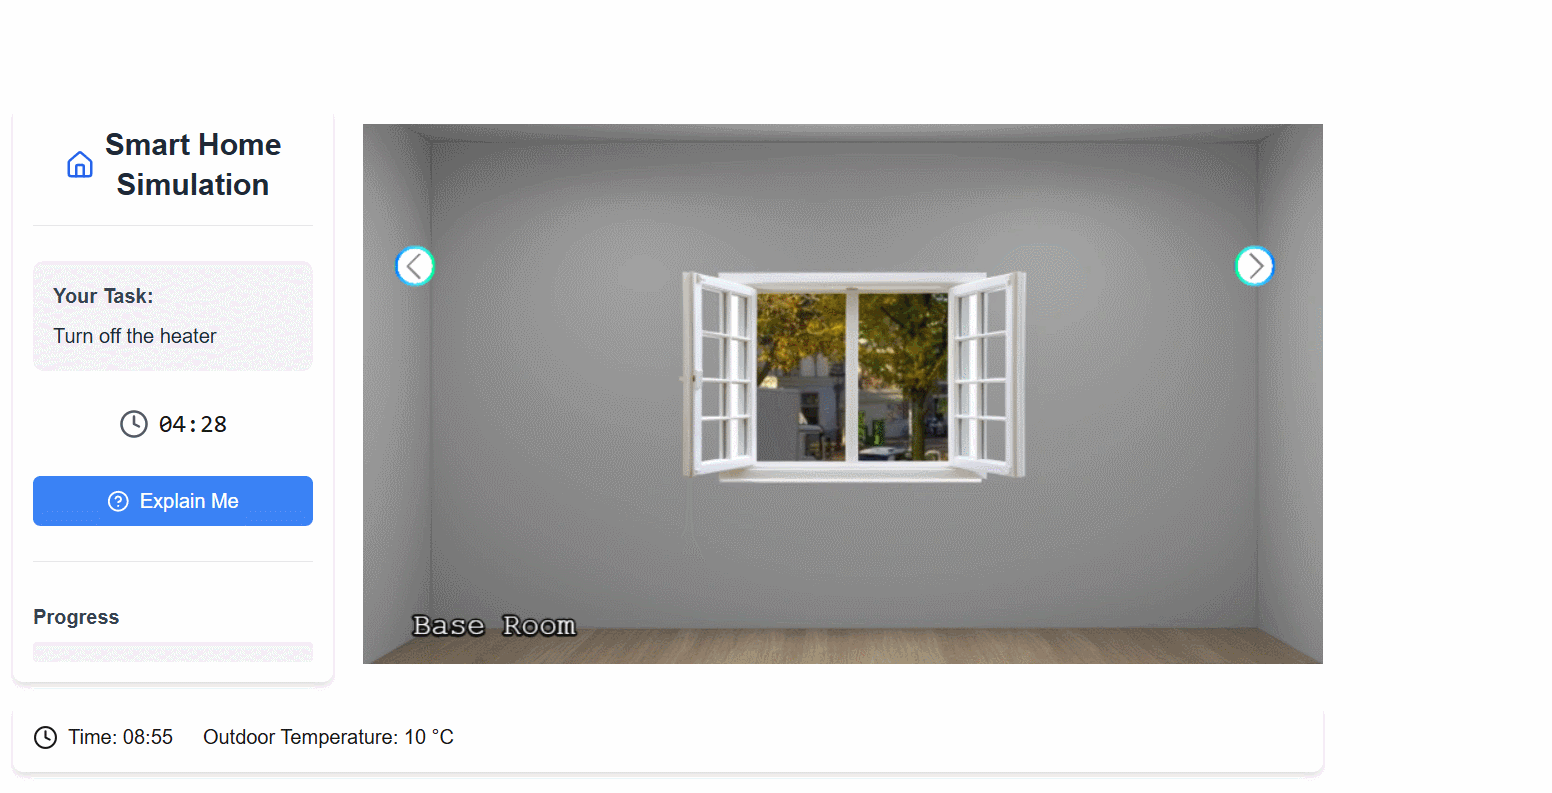 Smart Home
Simulation
Your Task:
Turn off the heater
04:28
Explain Me
Progress
Base Room
Time: 08:55
Outdoor Temperature: 10 °C